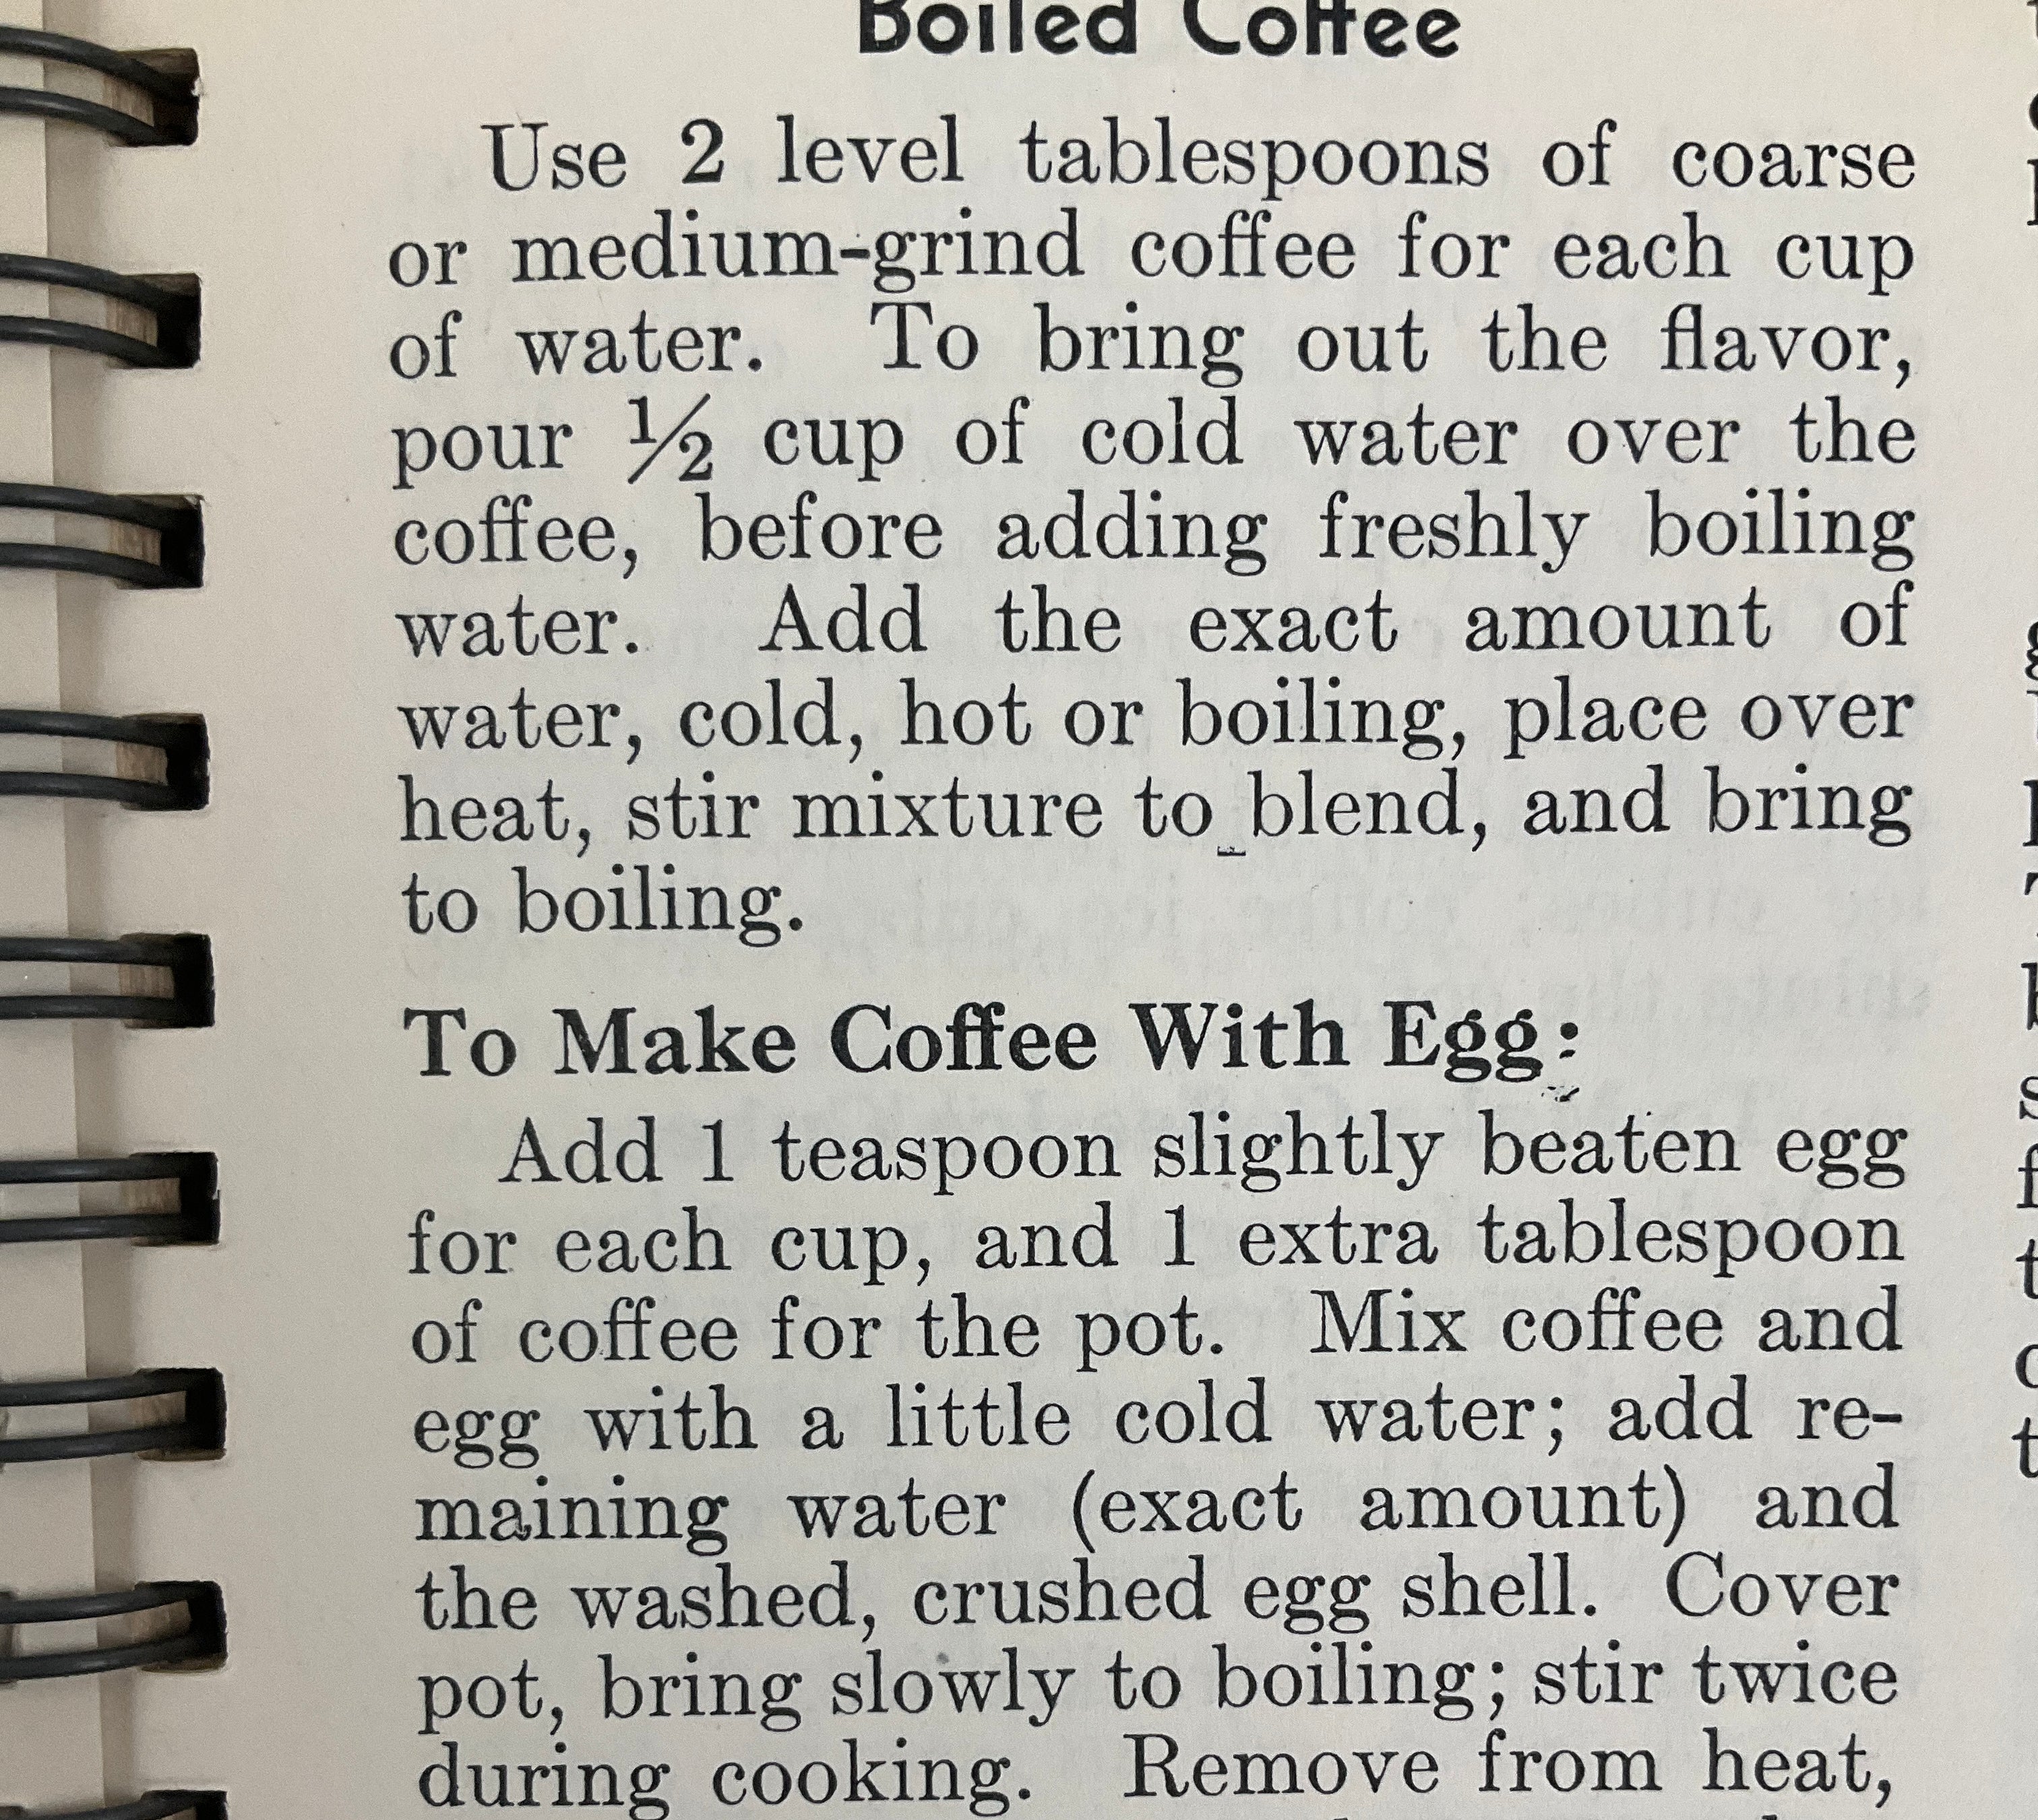 Boiled Coffee
Use 2 level tablespoons of coarse
or medium-grind coffee for each cup
of water. To bring out the flavor,
pour ½ cup of cold water over the
coffee, before adding freshly boiling
water. Add the exact amount of
water, cold, hot or boiling, place over
heat, stir mixture to blend, and bring
to boiling.
To Make Coffee With Egg:
Add 1 teaspoon slightly beaten egg
for each cup, and 1 extra tablespoon
of coffee for the pot. Mix coffee and
egg with a little cold water; add re-
maining water (exact amount) and
the washed, crushed egg shell. Cover
pot, bring slowly to boiling; stir twice
during cooking. Remove from heat,